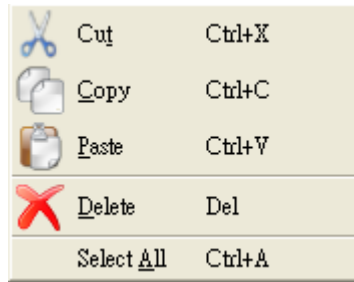 Cut Ctrl+X
Copy Ctrl+C
Paste Ctrl+V
Delete Del
Select All Ctrl+A